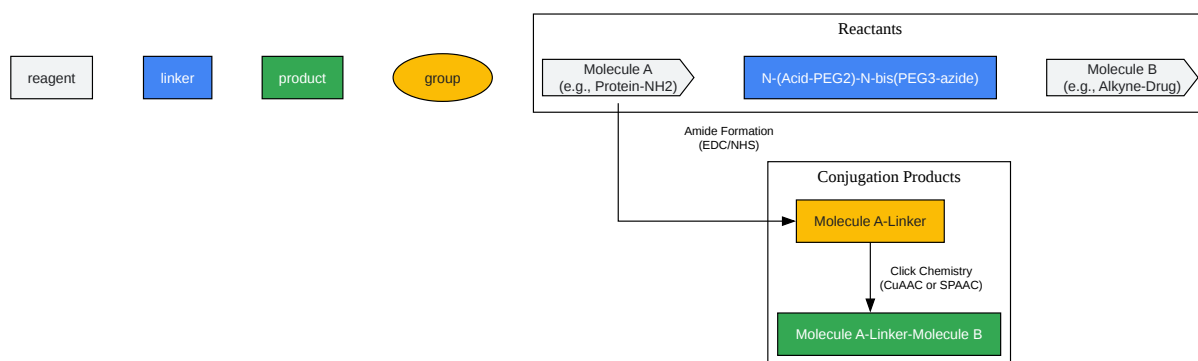 Reactants
reagent
linker
product
group
Molecule A
(e.g., Protein-NH2)
N-(Acid-PEG2)-N-bis(PEG3-azide)
Molecule B
(e.g., Alkyne-Drug)
Amide Formation
(EDC/NHS)
Conjugation Products
Molecule A-Linker
Click Chemistry
(CuAAC or SPAAC)
Molecule A-Linker-Molecule B